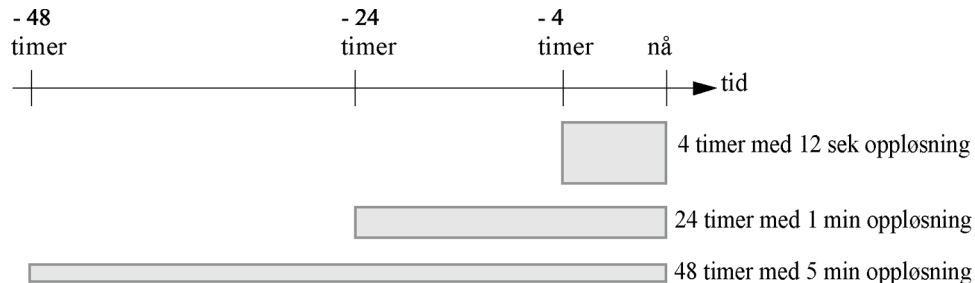 - 48
timer
- 24
timer
- 4
timer
nå
tid
4 timer med 12 sek oppløsning
24 timer med 1 min oppløsning
48 timer med 5 min oppløsning